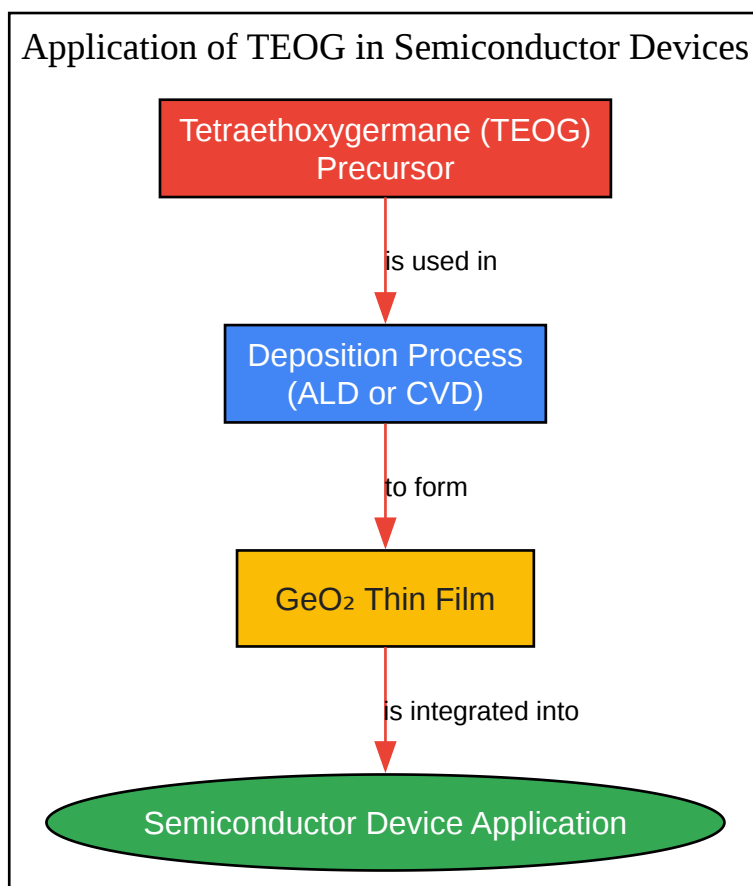 Application of TEOG in Semiconductor Devices
Tetraethoxygermane (TEOG)
Precursor
is used in
Deposition Process
(ALD or CVD)
to form
GeO₂ Thin Film
is integrated into
Semiconductor Device Application